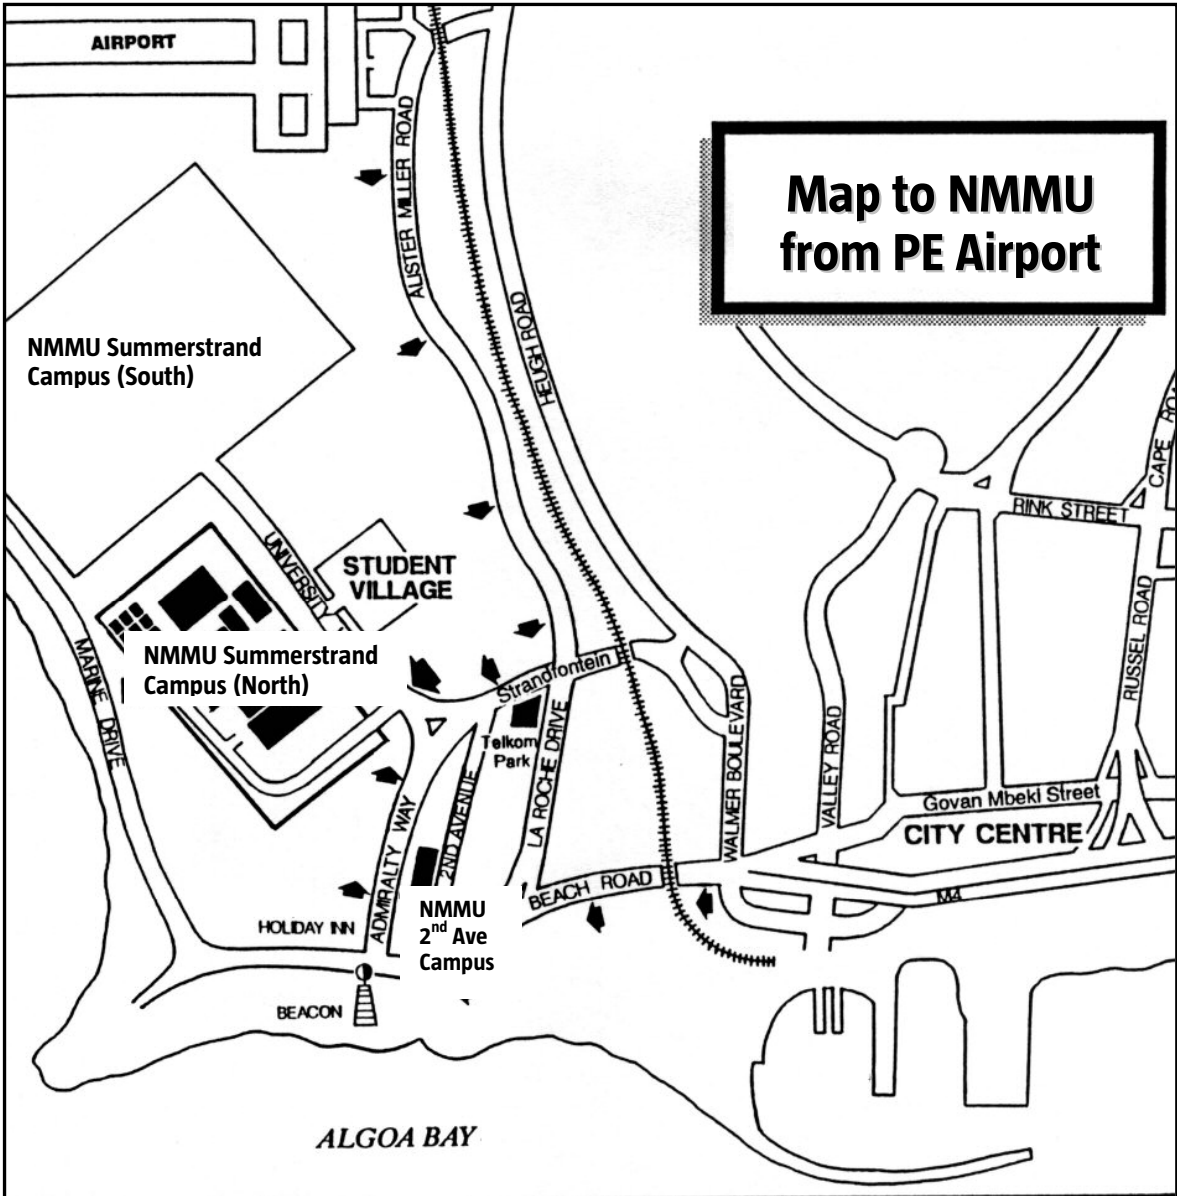 AIRPORT
Map to NMMU
from PE Airport
ALISTER MILLER ROAD
HEUGH ROAD
NMMU Summerstrand
Campus (South)
CAPE ROA
RINK STREET
UNIVERSITY
STUDENT
VILLAGE
RUSSEL ROAD
MARINE DRIVE
NMMU Summerstrand
Campus (North)
Strandfontein
WALMER BOULEVARD
VALLEY ROAD
Telkom
Park
LA ROCHE DRIVE
2ND AVENUE
ADMIRALTY WAY
Govan Mbeki Street
CITY CENTRE
BEACH ROAD
M4
HOLIDAY INN
NMMU
2nd Ave
Campus
BEACON
ALGOA BAY